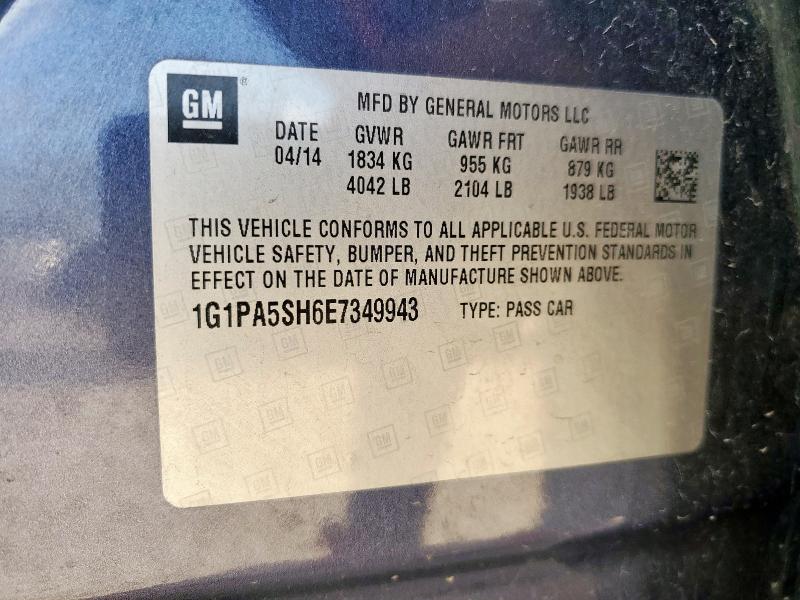 GM ®
MFD BY GENERAL MOTORS LLC
DATE GVWR GAWR FRT GAWR RR
04/14 1834 KG 955 KG 879 KG
4042 LB 2104 LB 1938 LB
THIS VEHICLE CONFORMS TO ALL APPLICABLE U.S. FEDERAL MOTOR
VEHICLE SAFETY, BUMPER, AND THEFT PREVENTION STANDARDS IN
EFFECT ON THE DATE OF MANUFACTURE SHOWN ABOVE.
1G1PA5SH6E7349943 TYPE: PASS CAR